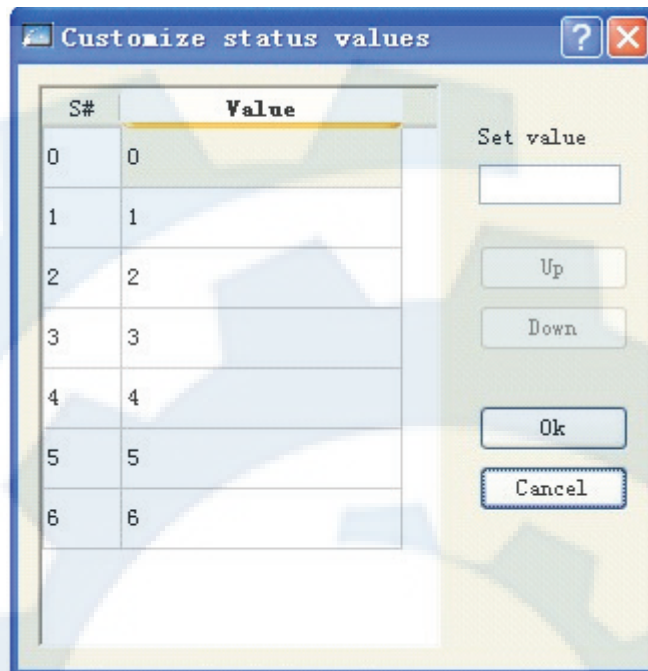 Customize status values
S# Value
0 0
1 1
2 2
3 3
4 4
5 5
6 6
Set value
Up
Down
Ok
Cancel